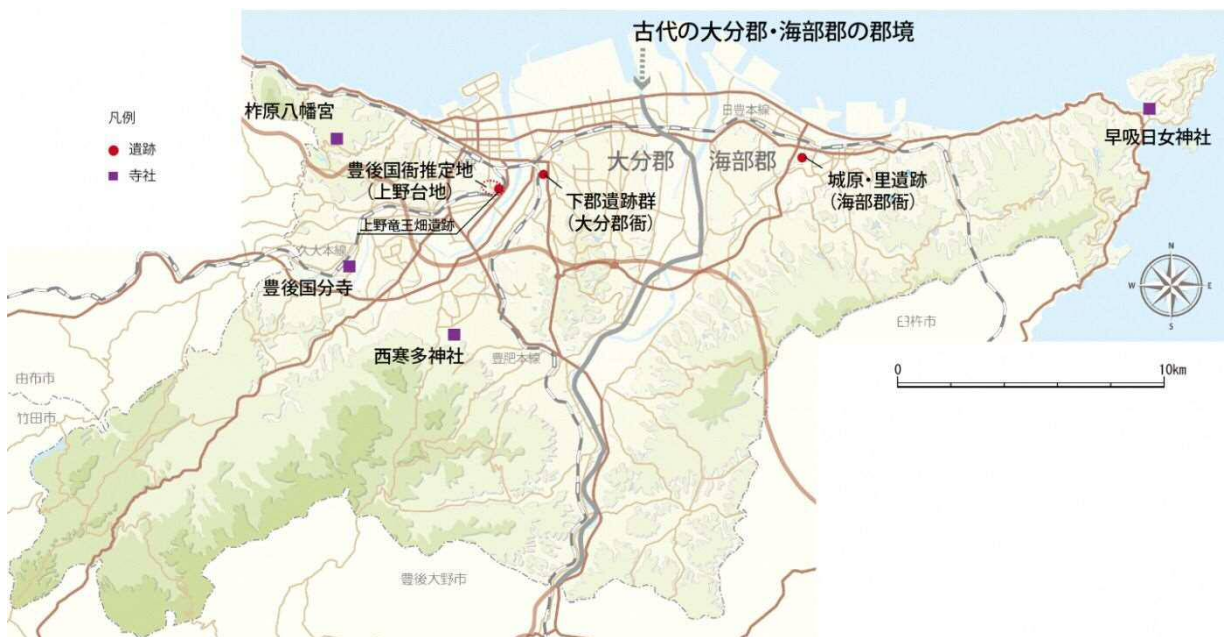 古代の大分郡・海部郡の郡境
凡例
遺跡
寺社
柞原八幡宮
豊後国衙推定地
(上野台地)
上野竜王畑遺跡
下郡遺跡群
(大分郡衙)
大分郡
海部郡
日豊本線
城原・里遺跡
(海部郡衙)
早吸日女神社
久大本線
豊後国分寺
西寒多神社
豊肥本線
臼杵市
由布市
竹田市
豊後大野市
N
W
E
S
0
10km